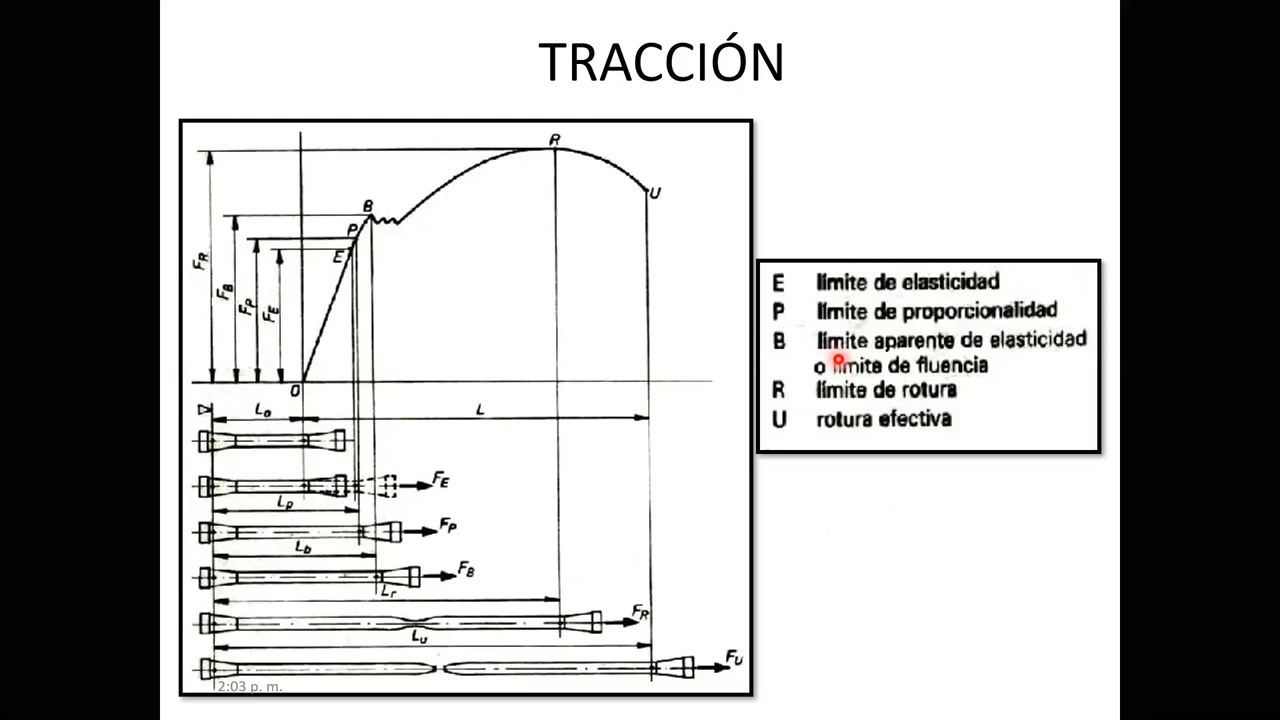 TRACCIÓN
R
U
B
P
E
F_R
F_B
F_P
F_E
O
L_o
L
F_E
L_p
F_P
L_b
F_B
L_r
F_R
L_u
F_U
2:03 p. m.
E límite de elasticidad
P límite de proporcionalidad
B límite aparente de elasticidad
o límite de fluencia
R límite de rotura
U rotura efectiva